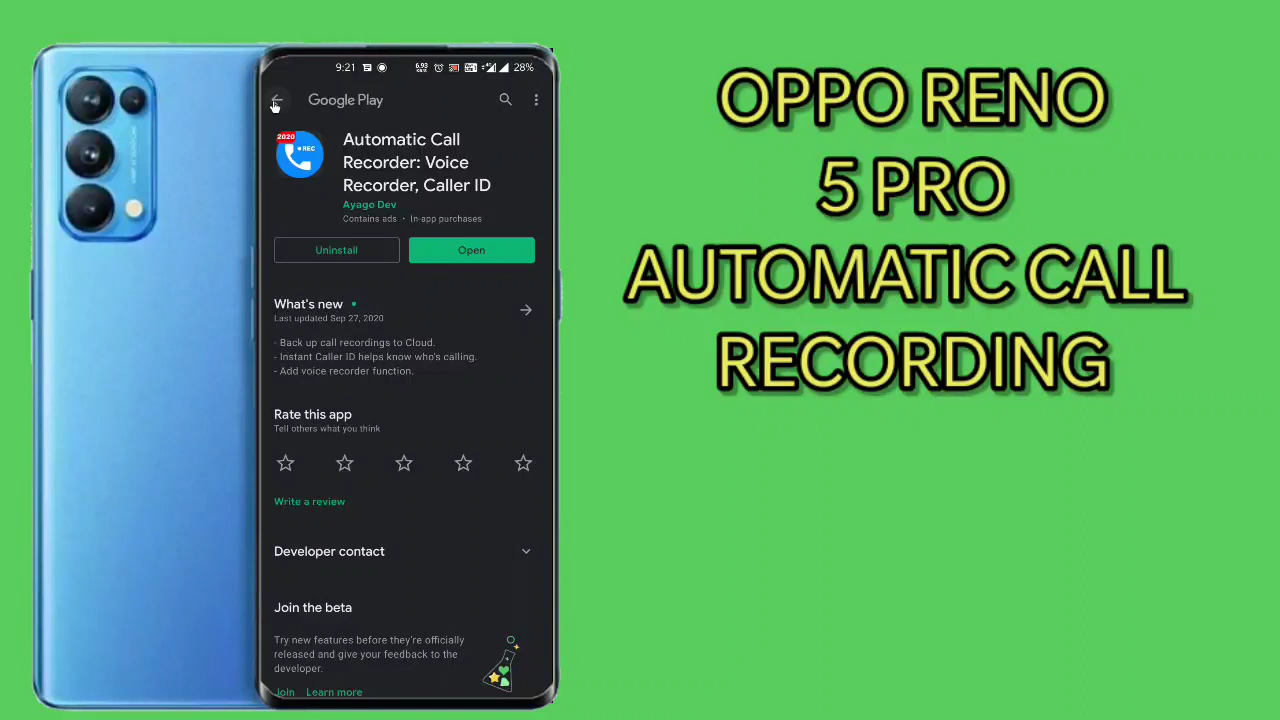 9:21 28%
Google Play
2020
REC
Automatic Call
Recorder: Voice
Recorder, Caller ID
Ayago Dev
Contains ads • In-app purchases
Uninstall Open
What's new •
Last updated Sep 27, 2020
- Back up call recordings to Cloud.
- Instant Caller ID helps know who's calling.
- Add voice recorder function.
Rate this app
Tell others what you think
Write a review
Developer contact
Join the beta
Try new features before they're officially
released and give your feedback to the
developer.
Join Learn more
OPPO RENO
5 PRO
AUTOMATIC CALL
RECORDING